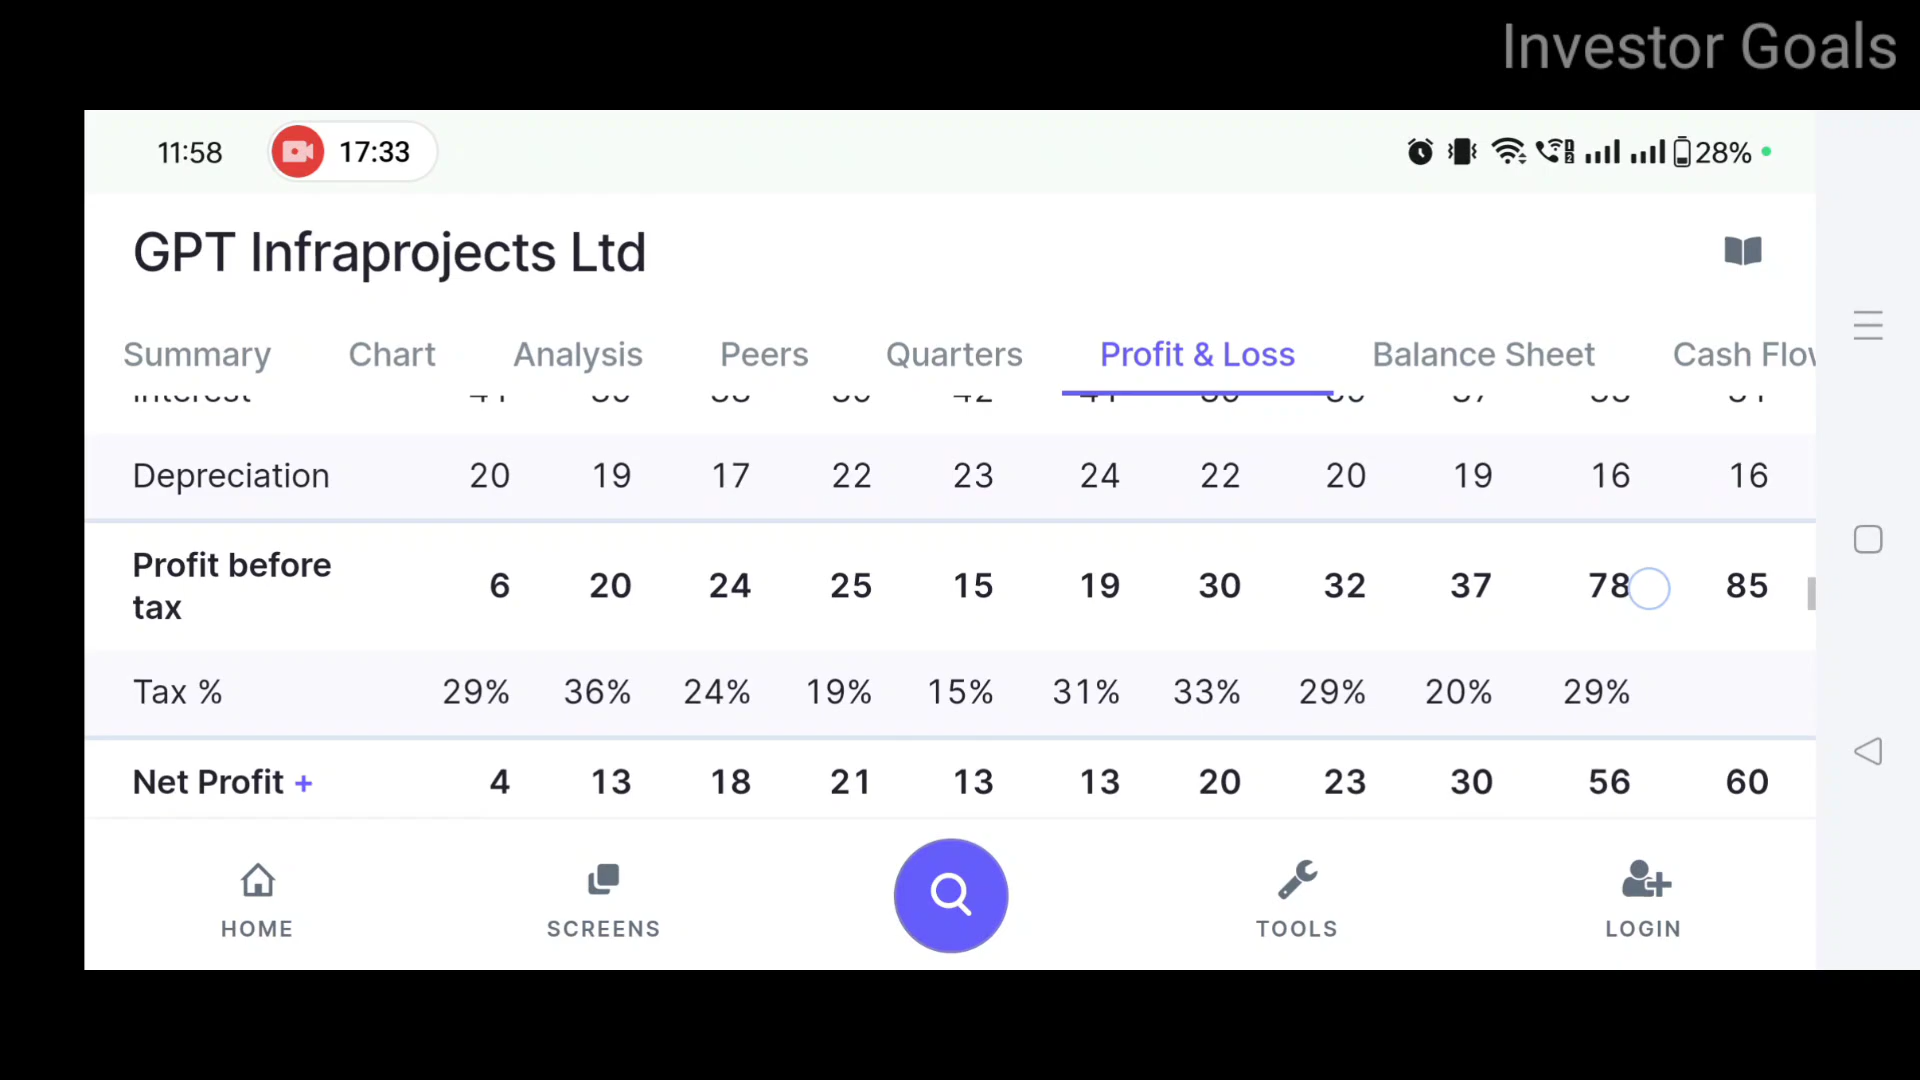 Investor Goals
11:58 17:33 28%
GPT Infraprojects Ltd
Summary Chart Analysis Peers Quarters Profit & Loss Balance Sheet Cash Flow
Interest
Depreciation 20 19 17 22 23 24 22 20 19 16 16
Profit before
tax 6 20 24 25 15 19 30 32 37 78 85
Tax % 29% 36% 24% 19% 15% 31% 33% 29% 20% 29%
Net Profit + 4 13 18 21 13 13 20 23 30 56 60
HOME SCREENS TOOLS LOGIN